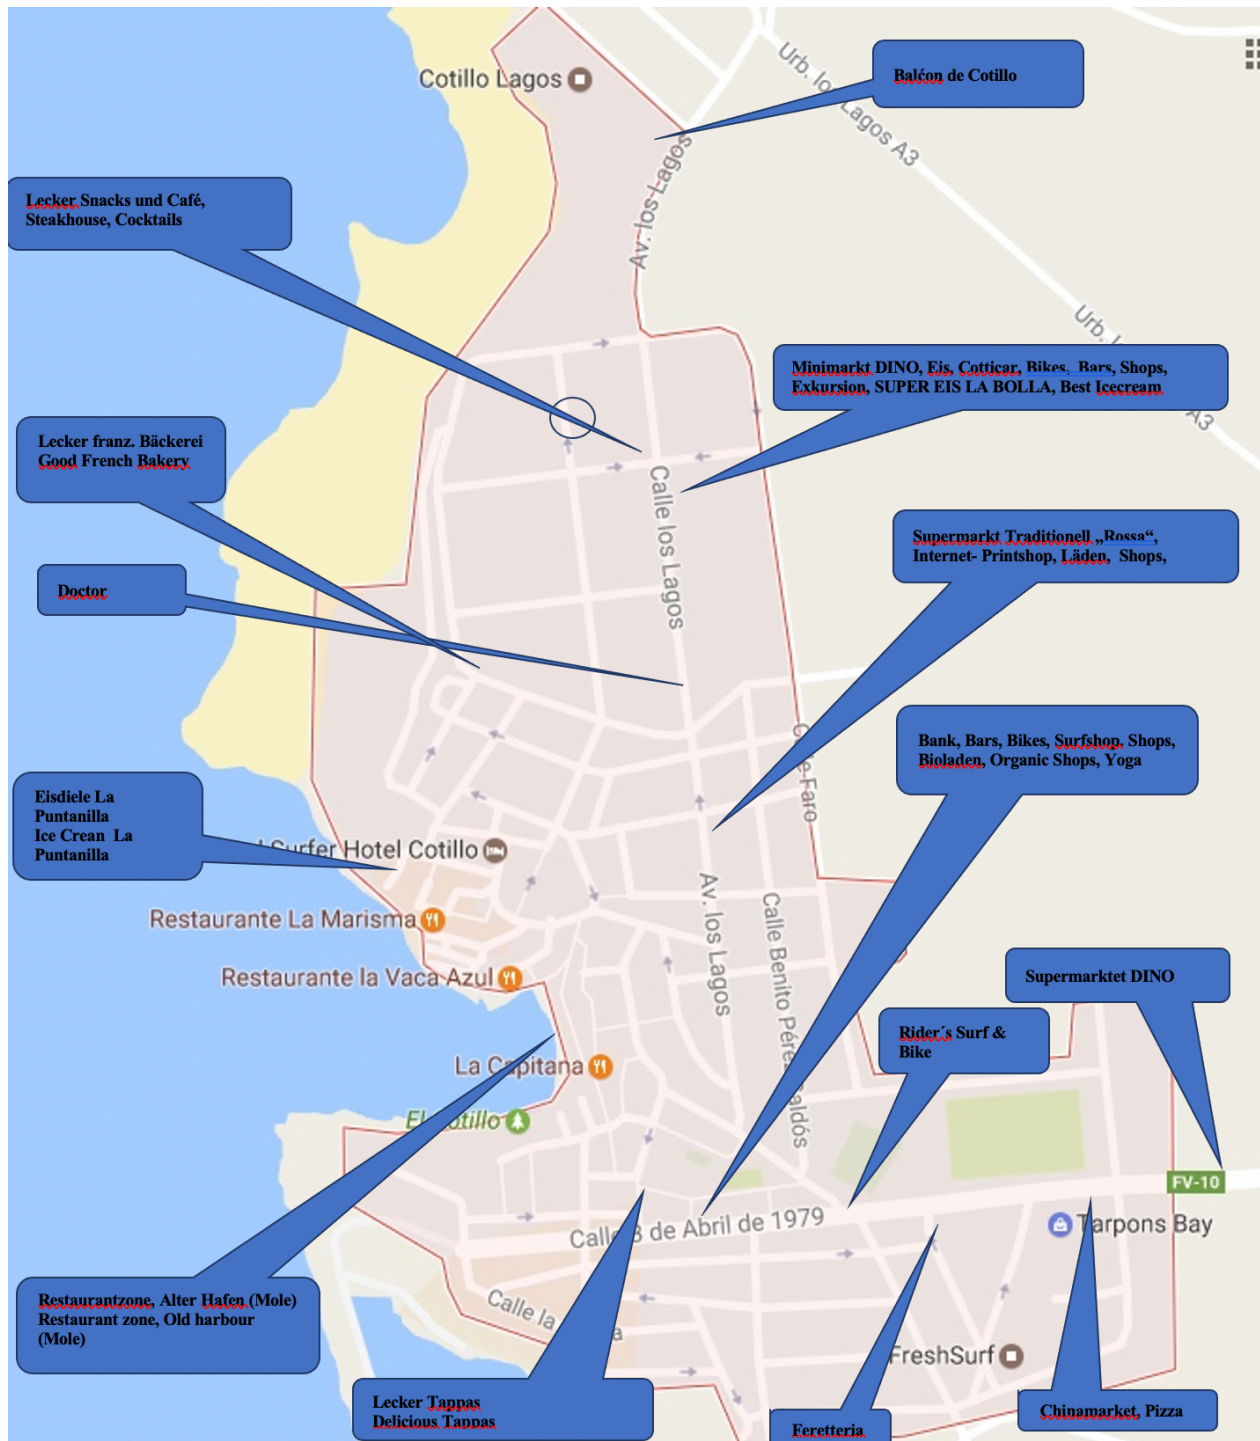 Cotillo Lagos
Balćon de Cotillo
Urb. los Lagos A3
Av. los Lagos
Lecker Snacks und Café,
Steakhouse, Cocktails
Urb.
A3
Minimarkt DINO, Eis, Cotticar, Bikes, Bars, Shops,
Exkursion, SUPER EIS LA BOLLA, Best Icecream
Lecker franz. Bäckerei
Good French Bakery
Calle los Lagos
Supermarkt Traditionell „Rossa“,
Internet- Printshop, Läden, Shops,
Doctor
Bank, Bars, Bikes, Surfshop, Shops,
Bioladen, Organic Shops, Yoga
Faro
Eisdiele La
Puntanilla
Ice Crean La
Puntanilla
Surfer Hotel Cotillo
Restaurante La Marisma
Av. los Lagos
Calle Benito
Restaurante la Vaca Azul
Supermarktet DINO
Rider´s Surf &
Bike
La Capitana
FV-10
Tarpons Bay
de Abril de 1979
Restaurantzone, Alter Hafen (Mole)
Restaurant zone, Old harbour
(Mole)
Calle la
FreshSurf
Lecker Tappas
Delicious Tappas
Feretteria
Chinamarket, Pizza